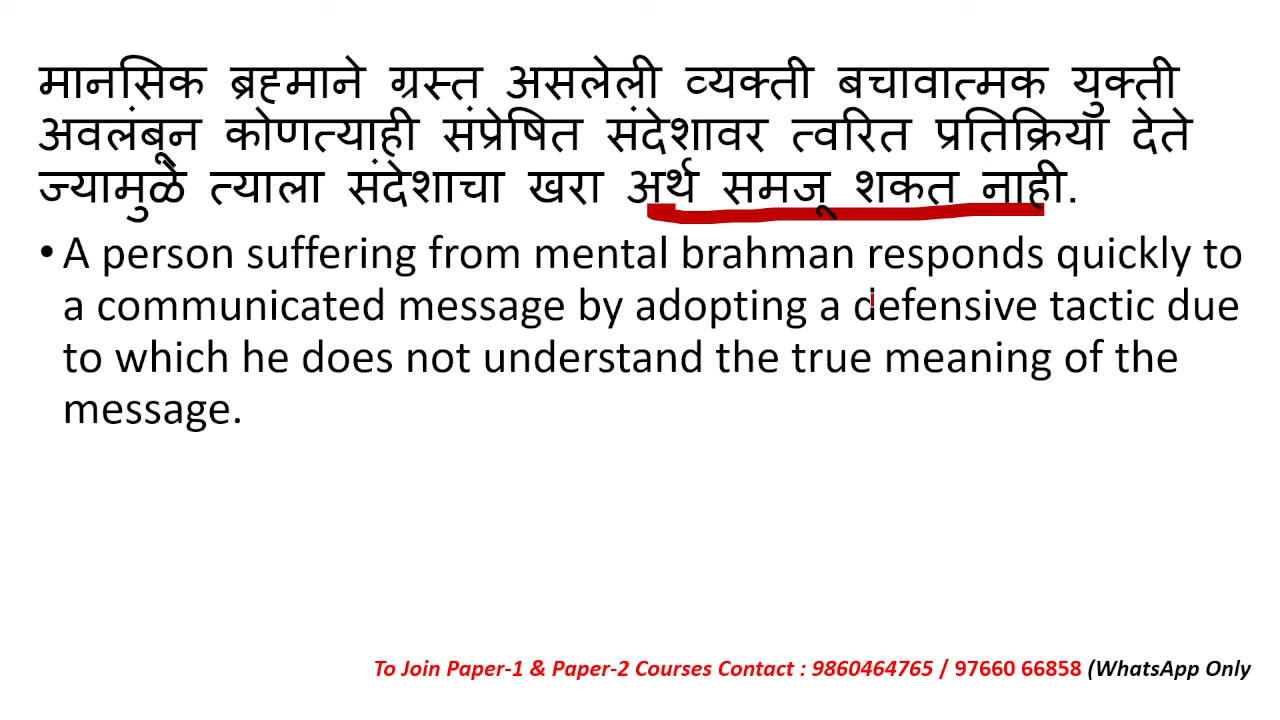 मानसिक ब्रह्माने ग्रस्त असलेली व्यक्ती बचावात्मक युक्ती
अवलंबून कोणत्याही संप्रेषित संदेशावर त्वरित प्रतिक्रिया देते
ज्यामुळे त्याला संदेशाचा खरा अर्थ समजू शकत नाही.
• A person suffering from mental brahman responds quickly to
a communicated message by adopting a defensive tactic due
to which he does not understand the true meaning of the
message.
To Join Paper-1 & Paper-2 Courses Contact : 9860464765 / 97660 66858 (WhatsApp Only